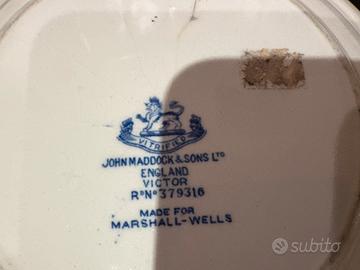 VITRIFIED
JOHN MADDOCK & SONS LTD
ENGLAND
VICTOR
RD No 379316
MADE FOR
MARSHALL-WELLS
subito